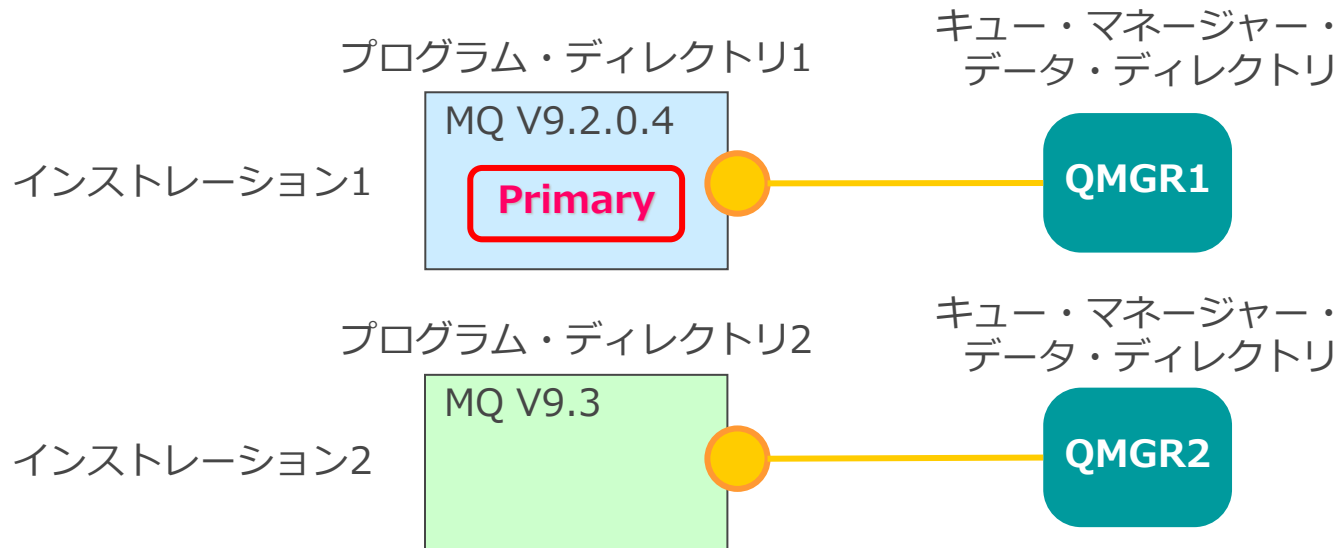 キュー・マネージャー・
データ・ディレクトリ
プログラム・ディレクトリ1
MQ V9.2.0.4
インストレーション1
Primary
QMGR1
キュー・マネージャー・
データ・ディレクトリ
プログラム・ディレクトリ2
MQ V9.3
インストレーション2
QMGR2